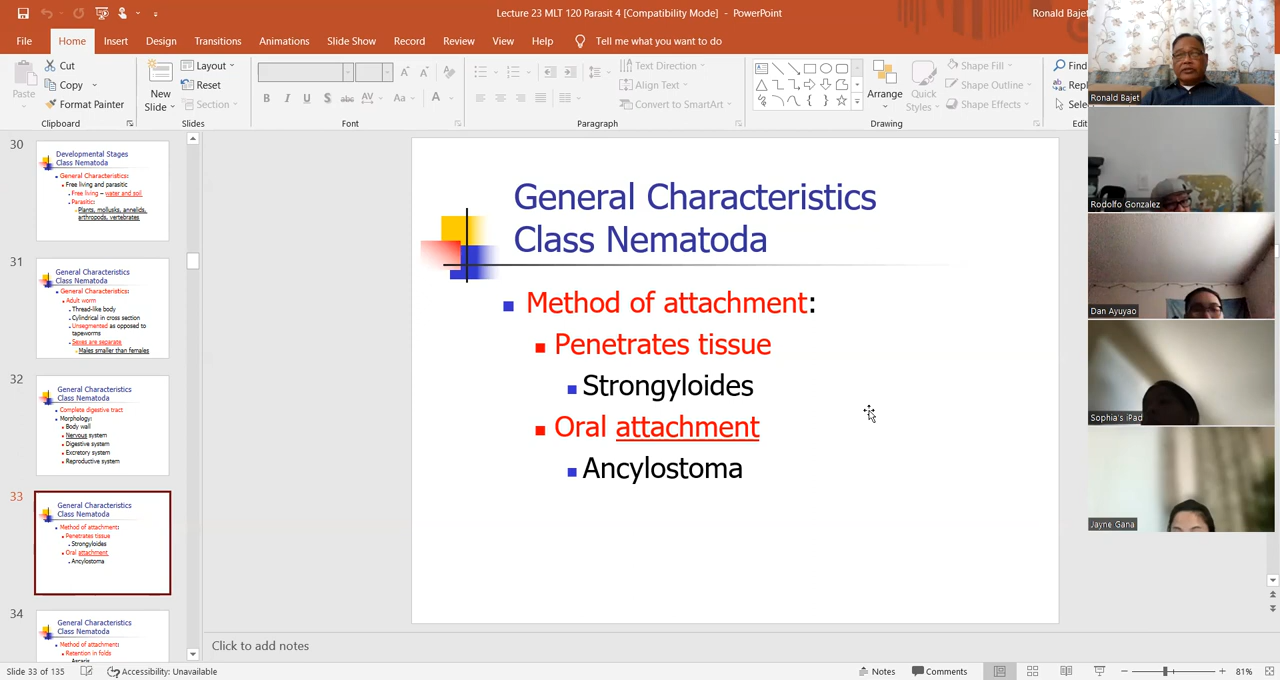 Lecture 23 MLT 120 Parasit 4 [Compatibility Mode] - PowerPoint
Ronald Bajet
File Home Insert Design Transitions Animations Slide Show Record Review View Help Tell me what you want to do
Paste
Cut
Copy
Format Painter
Clipboard
New
Slide
Layout
Reset
Section
Slides
B I U S abc AV Aa A
Font
Text Direction
Align Text
Convert to SmartArt
Paragraph
Arrange
Quick
Styles
Shape Fill
Shape Outline
Shape Effects
Drawing
Find
Ronald Bajet
Rodolfo Gonzalez
Dan Ayuyao
Sophia's iPad
Jayne Gana
30
Developmental Stages
Class Nematoda
General Characteristics:
Free living and parasitic
Free living – water and soil
Parasitic:
Plants, mollusks, annelids,
arthropods, vertebrates
31
General Characteristics
Class Nematoda
General Characteristics:
Adult worm
Thread-like body
Cylindrical in cross section
Unsegmented as opposed to
tapeworms
Sexes are separate
Males smaller than females
32
General Characteristics
Class Nematoda
Complete digestive tract
Morphology:
Body wall
Nervous system
Digestive system
Excretory system
Reproductive system
33
General Characteristics
Class Nematoda
Method of attachment:
Penetrates tissue
Strongyloides
Oral attachment
Ancylostoma
34
General Characteristics
Class Nematoda
Method of attachment:
Retention in folds
General Characteristics
Class Nematoda
Method of attachment:
Penetrates tissue
Strongyloides
Oral attachment
Ancylostoma
Click to add notes
Slide 33 of 135
Accessibility: Unavailable
Notes
Comments
81%